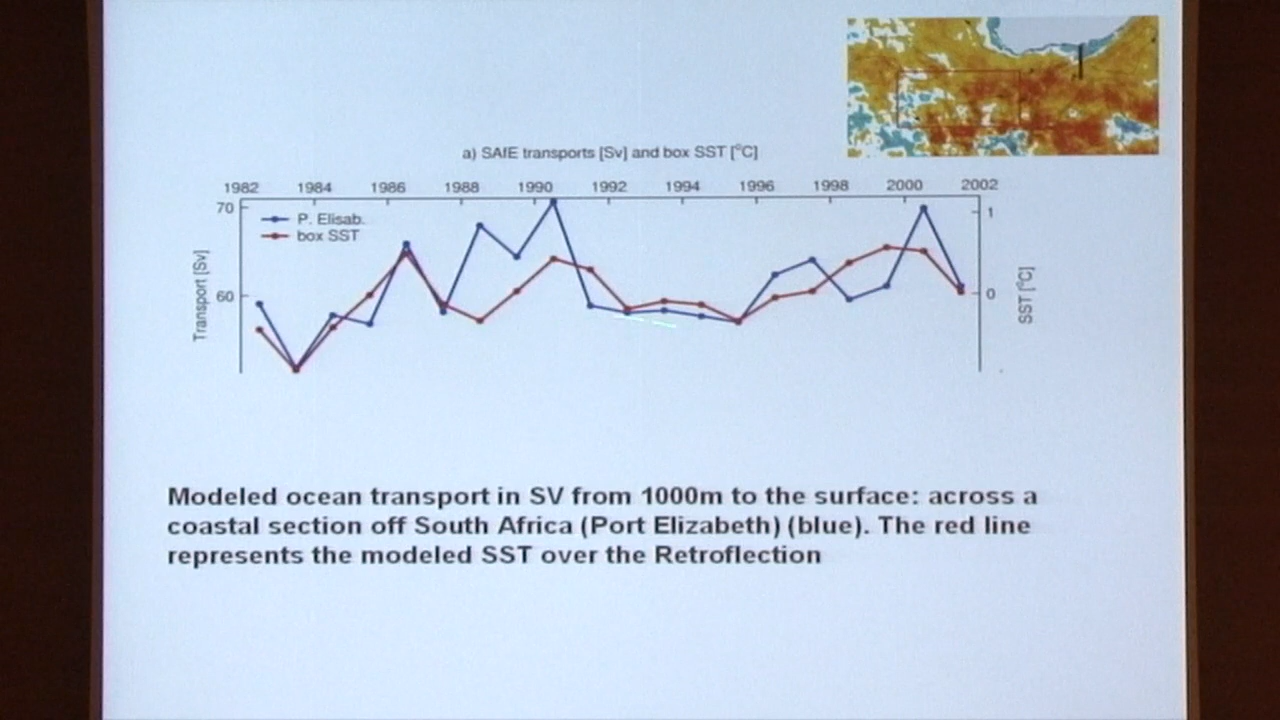 a) SAfE transports [Sv] and box SST [°C]
1982 1984 1986 1988 1990 1992 1994 1996 1998 2000 2002
70
P. Elisab.
box SST
1
60
0
Transport [Sv]
SST [°C]
Modeled ocean transport in SV from 1000m to the surface: across a
coastal section off South Africa (Port Elizabeth) (blue). The red line
represents the modeled SST over the Retroflection